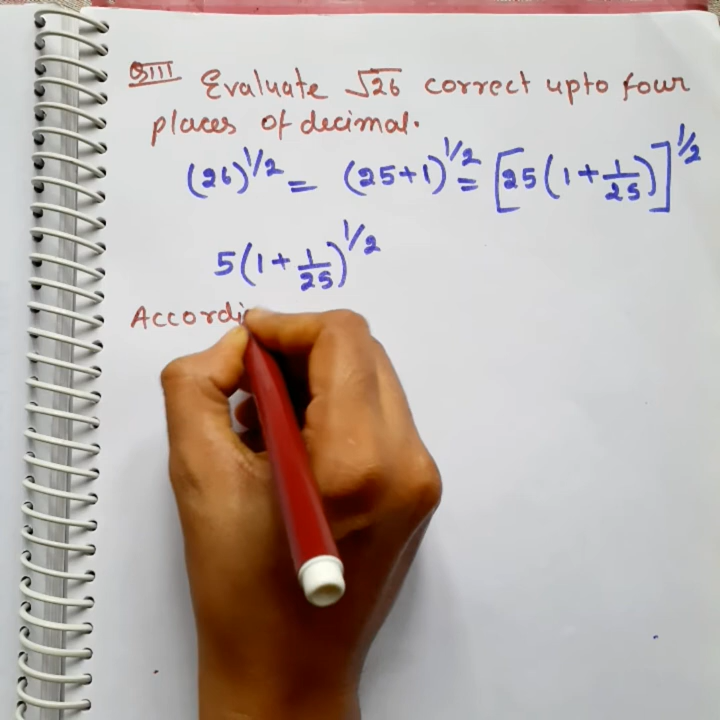 QIII Evaluate √26 correct upto four
places of decimal.
(26)^1/2 = (25+1)^1/2 = [25(1+1/25)]^1/2
5(1+1/25)^1/2
Accordi